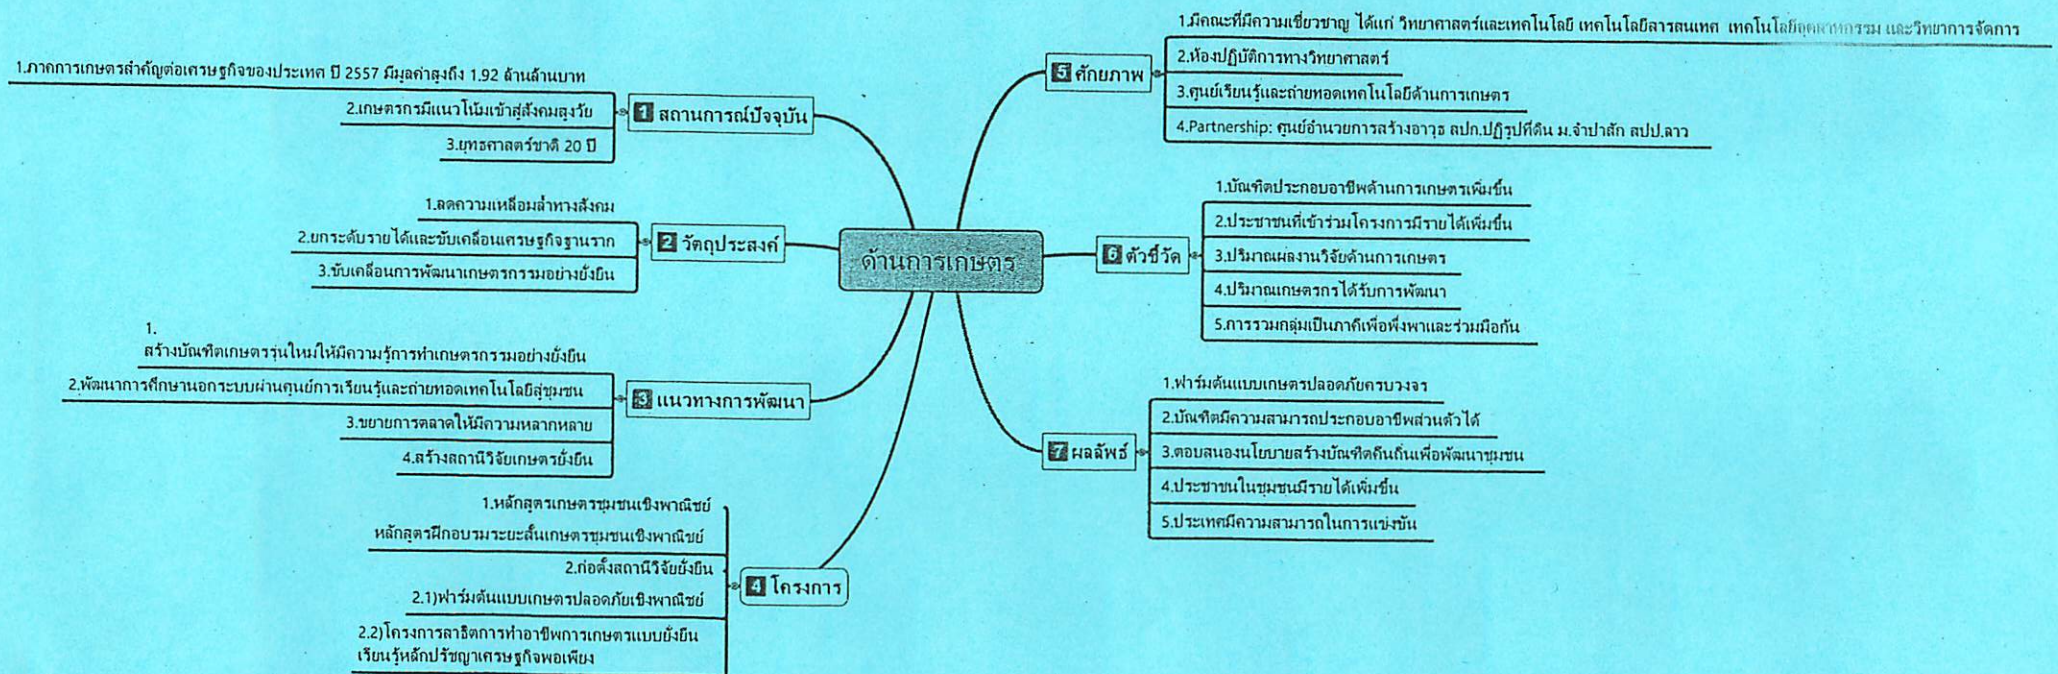 ด้านการเกษตร
1 สถานการณ์ปัจจุบัน
1.ภาคการเกษตรสำคัญต่อเศรษฐกิจของประเทศ ปี 2557 มีมูลค่าสูงถึง 1.92 ล้านล้านบาท
2.เกษตรกรมีแนวโน้มเข้าสู่สังคมสูงวัย
3.ยุทธศาสตร์ชาติ 20 ปี
2 วัตถุประสงค์
1.ลดความเหลื่อมล้ำทางสังคม
2.ยกระดับรายได้และขับเคลื่อนเศรษฐกิจฐานราก
3.ขับเคลื่อนการพัฒนาเกษตรกรรมอย่างยั่งยืน
3 แนวทางการพัฒนา
1.
สร้างบัณฑิตเกษตรรุ่นใหม่ให้มีความรู้การทำเกษตรกรรมอย่างยั่งยืน
2.พัฒนาการศึกษานอกระบบผ่านศูนย์การเรียนรู้และถ่ายทอดเทคโนโลยีสู่ชุมชน
3.ขยายการตลาดให้มีความหลากหลาย
4.สร้างสถานีวิจัยเกษตรยั่งยืน
4 โครงการ
1.หลักสูตรเกษตรชุมชนเชิงพาณิชย์
หลักสูตรฝึกอบรมระยะสั้นเกษตรชุมชนเชิงพาณิชย์
2.ก่อตั้งสถานีวิจัยยั่งยืน
2.1)ฟาร์มต้นแบบเกษตรปลอดภัยเชิงพาณิชย์
2.2)โครงการสาธิตการทำอาชีพการเกษตรแบบยั่งยืน
เรียนรู้หลักปรัชญาเศรษฐกิจพอเพียง
5 ศักยภาพ
1.มีคณะที่มีความเชี่ยวชาญ ได้แก่ วิทยาศาสตร์และเทคโนโลยี เทคโนโลยีสารสนเทศ เทคโนโลยีอุตสาหกรรม และวิทยาการจัดการ
2.ห้องปฏิบัติการทางวิทยาศาสตร์
3.ศูนย์เรียนรู้และถ่ายทอดเทคโนโลยีด้านการเกษตร
4.Partnership: ศูนย์อำนวยการสร้างอาวุธ สปก.ปฏิรูปที่ดิน ม.จำปาสัก สปป.ลาว
6 ตัวชี้วัด
1.บัณฑิตประกอบอาชีพด้านการเกษตรเพิ่มขึ้น
2.ประชาชนที่เข้าร่วมโครงการมีรายได้เพิ่มขึ้น
3.ปริมาณผลงานวิจัยด้านการเกษตร
4.ปริมาณเกษตรกรได้รับการพัฒนา
5.การรวมกลุ่มเป็นภาคีเพื่อพึ่งพาและร่วมมือกัน
7 ผลลัพธ์
1.ฟาร์มต้นแบบเกษตรปลอดภัยครบวงจร
2.บัณฑิตมีความสามารถประกอบอาชีพส่วนตัวได้
3.ตอบสนองนโยบายสร้างบัณฑิตคืนถิ่นเพื่อพัฒนาชุมชน
4.ประชาชนในชุมชนมีรายได้เพิ่มขึ้น
5.ประเทศมีความสามารถในการแข่งขัน